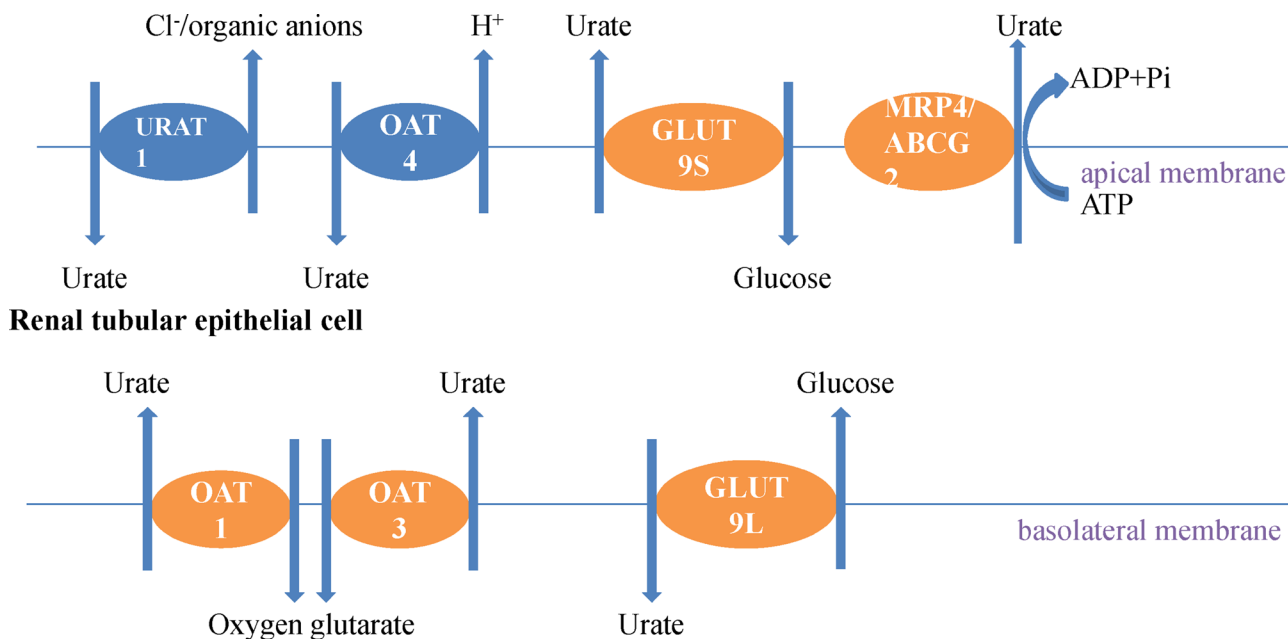 Cl⁻/organic anions
H⁺
Urate
Urate
ADP+Pi
URAT
1
OAT
4
GLUT
9S
MRP4/
ABCG
2
apical membrane
ATP
Urate
Urate
Glucose
Renal tubular epithelial cell
Urate
Urate
Glucose
OAT
1
OAT
3
GLUT
9L
basolateral membrane
Oxygen glutarate
Urate